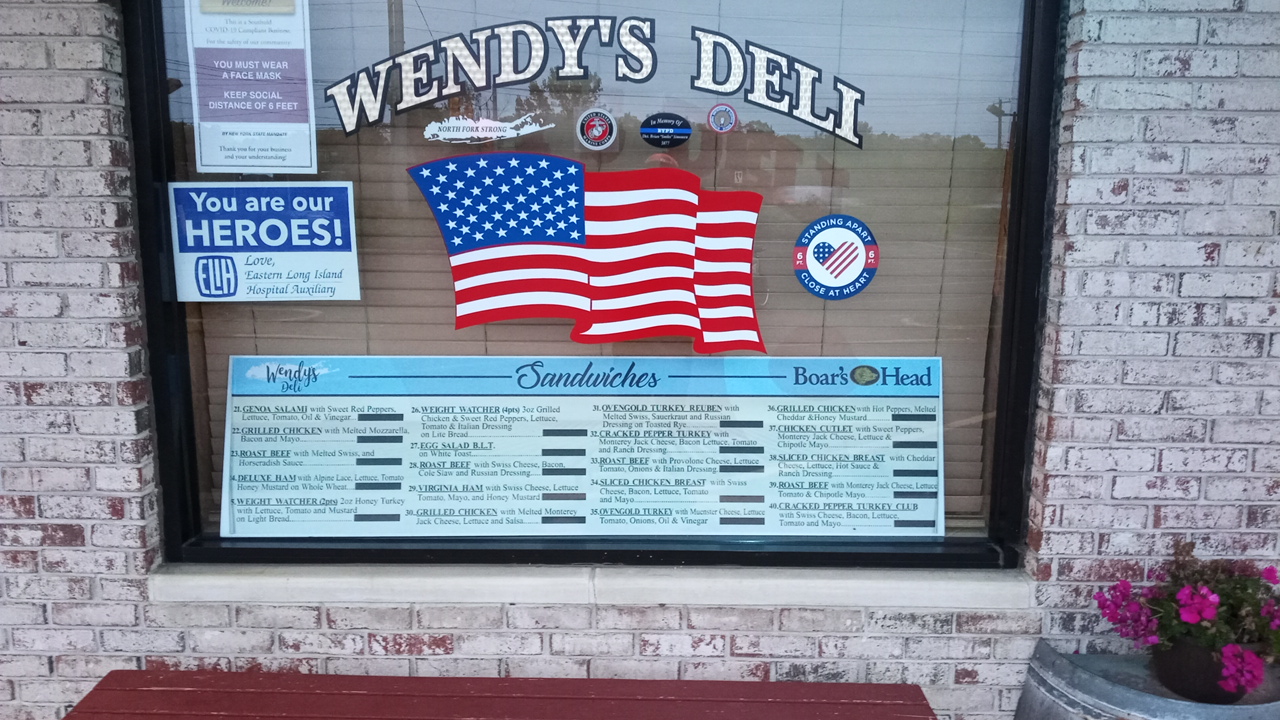 Welcome!
This is a
COVID-19 Compliant Business.
For the safety of our community
YOU MUST WEAR
A FACE MASK
KEEP SOCIAL
DISTANCE OF 6 FEET
BY NEW YORK STATE MANDATE
Thank you for your business
and your understanding!
WENDY'S DELI
NORTH FORK STRONG
In Memory Of
NYPD
You are our
HEROES!
ELIH
Love,
Eastern Long Island
Hospital Auxiliary
STANDING APART
6 FT.
6 FT.
CLOSE AT HEART
Wendys
Deli
Sandwiches
Boar's Head
21. GENOA SALAMI with Sweet Red Peppers,
Lettuce, Tomato, Oil & Vinegar
22. GRILLED CHICKEN with Melted Mozzarella,
Bacon and Mayo
23. ROAST BEEF with Melted Swiss, and
Horseradish Sauce
DELUXE HAM with Alpine Lace, Lettuce, Tomato
Honey Mustard on Whole Wheat
WEIGHT WATCHER (2pts) 2oz Honey Turkey
with Lettuce, Tomato and Mustard
on Light Bread
26. WEIGHT WATCHER (4pts) 3oz Grilled
Chicken & Sweet Red Peppers, Lettuce,
Tomato & Italian Dressing
on Lite Bread
27. EGG SALAD B.L.T.
on White Toast
28. ROAST BEEF with Swiss Cheese, Bacon,
Cole Slaw and Russian Dressing
29. VIRGINIA HAM with Swiss Cheese, Lettuce
Tomato, Mayo, and Honey Mustard
30. GRILLED CHICKEN with Melted Monterey
Jack Cheese, Lettuce and Salsa
31. OVENGOLD TURKEY REUBEN with
Melted Swiss, Sauerkraut and Russian
Dressing on Toasted Rye
32. CRACKED PEPPER TURKEY with
Monterey Jack Cheese, Bacon Lettuce, Tomato
and Ranch Dressing
33. ROAST BEEF with Provolone Cheese, Lettuce
Tomato, Onions & Italian Dressing
34. SLICED CHICKEN BREAST with Swiss
Cheese, Bacon, Lettuce, Tomato
and Mayo
35. OVENGOLD TURKEY with Muenster Cheese, Lettuce
Tomato, Onions, Oil & Vinegar
36. GRILLED CHICKEN with Hot Peppers, Melted
Cheddar & Honey Mustard
37. CHICKEN CUTLET with Sweet Peppers,
Monterey Jack Cheese, Lettuce &
Chipotle Mayo
38. SLICED CHICKEN BREAST with Cheddar
Cheese, Lettuce, Hot Sauce &
Ranch Dressing
39. ROAST BEEF with Monterey Jack Cheese, Lettuce
Tomato & Chipotle Mayo
40. CRACKED PEPPER TURKEY CLUB
with Swiss Cheese, Bacon, Lettuce,
Tomato and Mayo